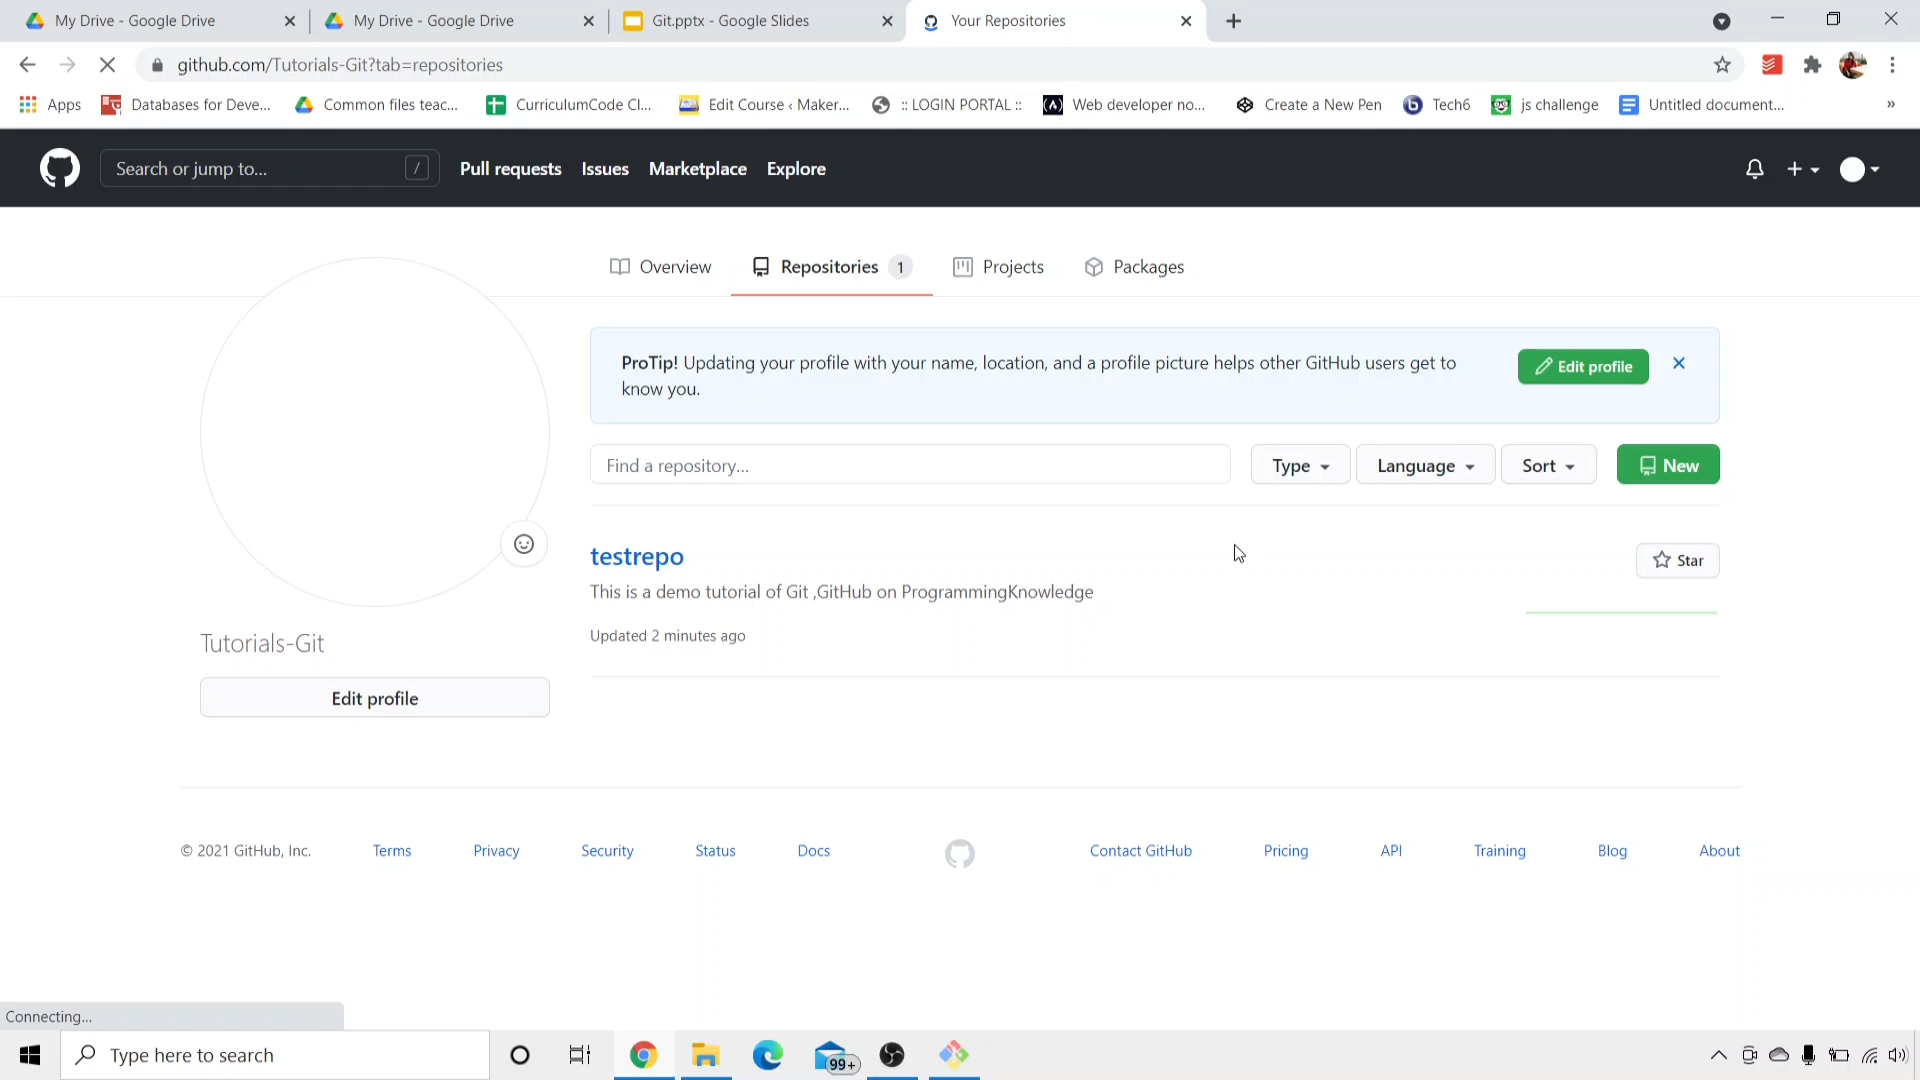 My Drive - Google Drive
My Drive - Google Drive
Git.pptx - Google Slides
Your Repositories
github.com/Tutorials-Git?tab=repositories
Apps
Databases for Deve...
Common files teac...
CurriculumCode Cl...
Edit Course ‹ Maker...
:: LOGIN PORTAL ::
Web developer no...
Create a New Pen
Tech6
js challenge
Untitled document...
»
Search or jump to... /
Pull requests
Issues
Marketplace
Explore
Overview
Repositories 1
Projects
Packages
ProTip! Updating your profile with your name, location, and a profile picture helps other GitHub users get to
know you.
Edit profile
Find a repository...
Type
Language
Sort
New
testrepo
Star
This is a demo tutorial of Git ,GitHub on ProgrammingKnowledge
Updated 2 minutes ago
Tutorials-Git
Edit profile
© 2021 GitHub, Inc.
Terms
Privacy
Security
Status
Docs
Contact GitHub
Pricing
API
Training
Blog
About
Connecting...
Type here to search
99+